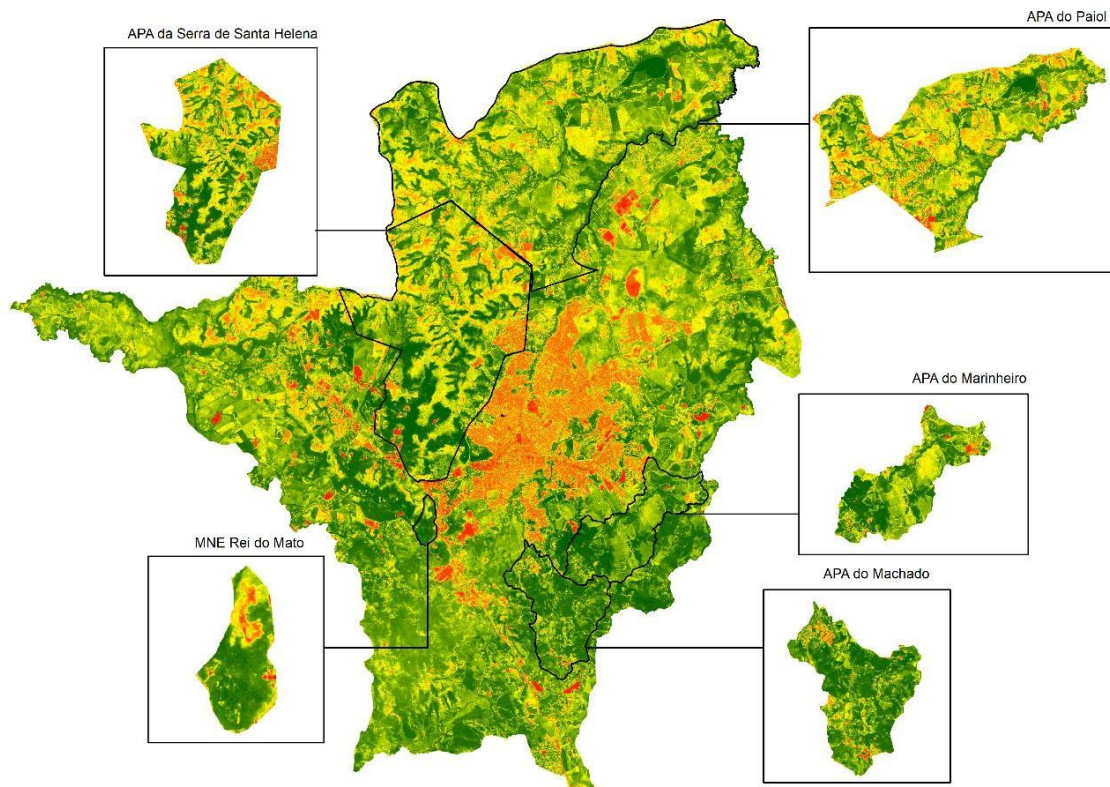 APA da Serra de Santa Helena
APA do Paiol
APA do Marinheiro
MNE Rei do Mato
APA do Machado